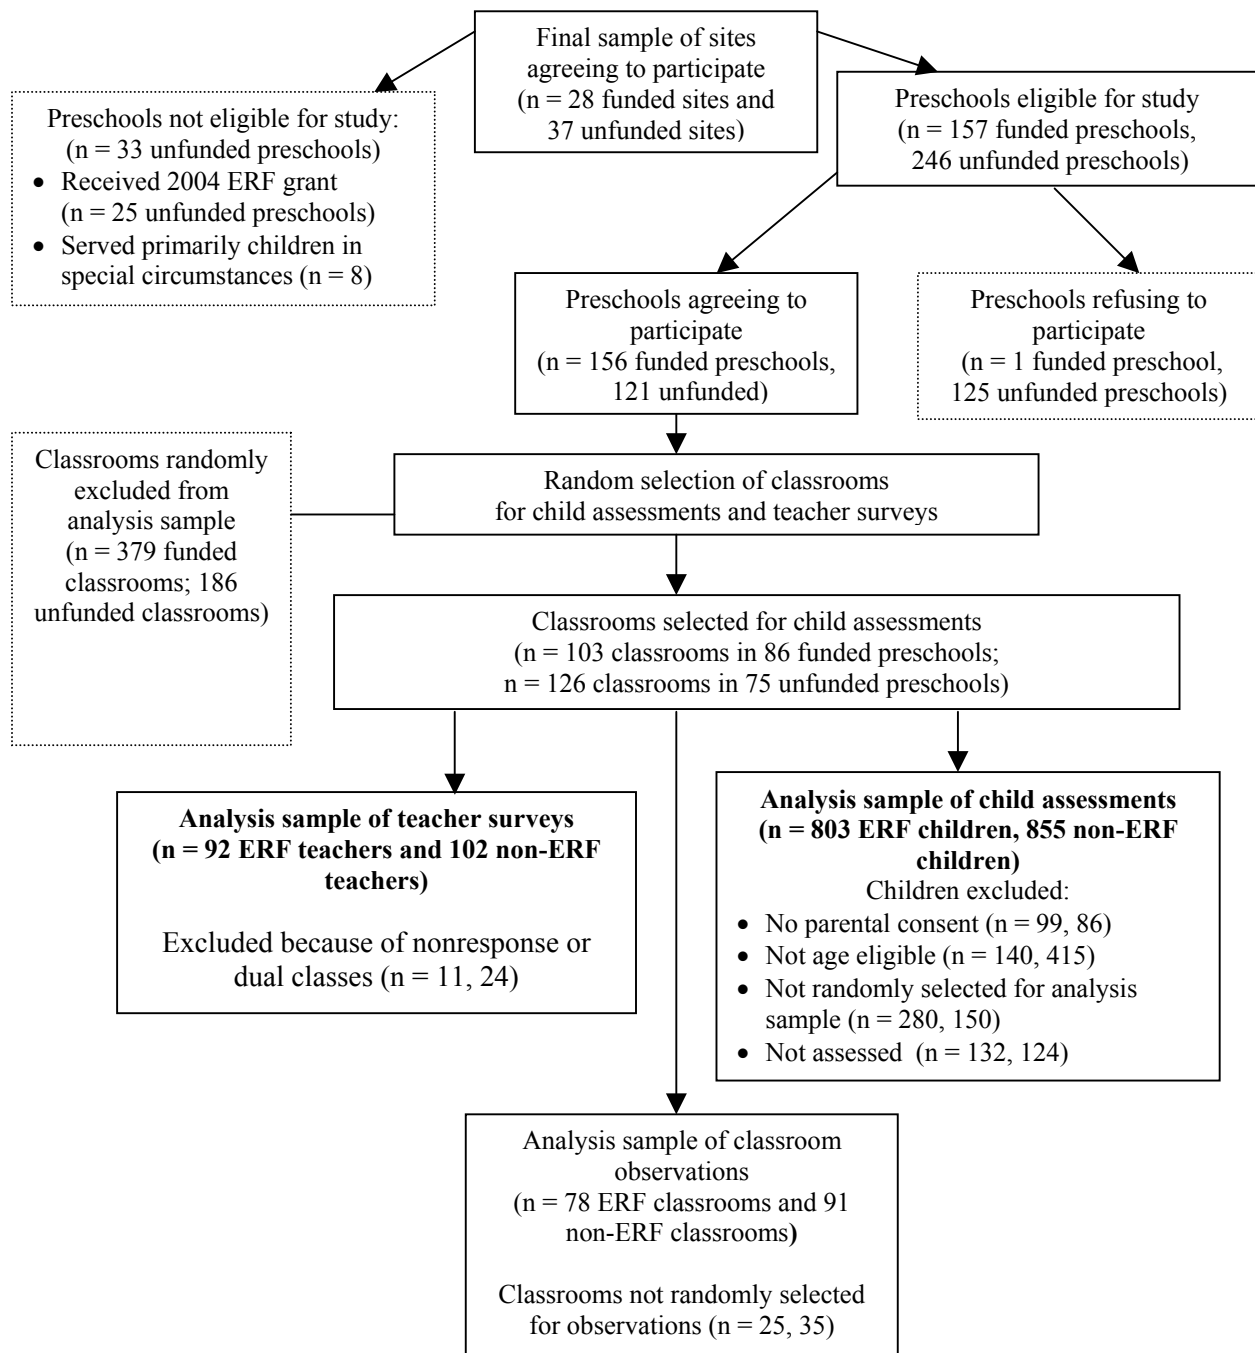 Final sample of sites
agreeing to participate
(n = 28 funded sites and
37 unfunded sites)
Preschools not eligible for study:
(n = 33 unfunded preschools)
• Received 2004 ERF grant
(n = 25 unfunded preschools)
• Served primarily children in
special circumstances (n = 8)
Preschools eligible for study
(n = 157 funded preschools,
246 unfunded preschools)
Preschools agreeing to
participate
(n = 156 funded preschools,
121 unfunded)
Preschools refusing to
participate
(n = 1 funded preschool,
125 unfunded preschools)
Classrooms randomly
excluded from
analysis sample
(n = 379 funded
classrooms; 186
unfunded classrooms)
Random selection of classrooms
for child assessments and teacher surveys
Classrooms selected for child assessments
(n = 103 classrooms in 86 funded preschools;
n = 126 classrooms in 75 unfunded preschools)
Analysis sample of teacher surveys
(n = 92 ERF teachers and 102 non-ERF
teachers)
Excluded because of nonresponse or
dual classes (n = 11, 24)
Analysis sample of child assessments
(n = 803 ERF children, 855 non-ERF
children)
Children excluded:
• No parental consent (n = 99, 86)
• Not age eligible (n = 140, 415)
• Not randomly selected for analysis
sample (n = 280, 150)
• Not assessed (n = 132, 124)
Analysis sample of classroom
observations
(n = 78 ERF classrooms and 91
non-ERF classrooms)
Classrooms not randomly selected
for observations (n = 25, 35)